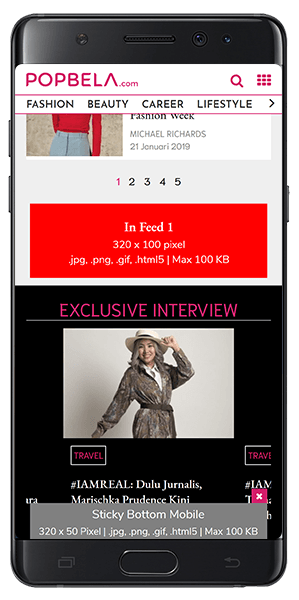 POPBELA.com
FASHION BEAUTY CAREER LIFESTYLE
Fashion Week
MICHAEL RICHARDS
21 Januari 2019
1 2 3 4 5
In Feed 1
320 x 100 pixel
.jpg, .png, .gif, .html5 | Max 100 KB
EXCLUSIVE INTERVIEW
TRAVEL
TRAVE
#IAMREAL: Dulu Jurnalis,
Marischka Prudence Kini
#IAM
Sticky Bottom Mobile
320 x 50 Pixel | .jpg, .png, .gif, .html5 | Max 100 KB